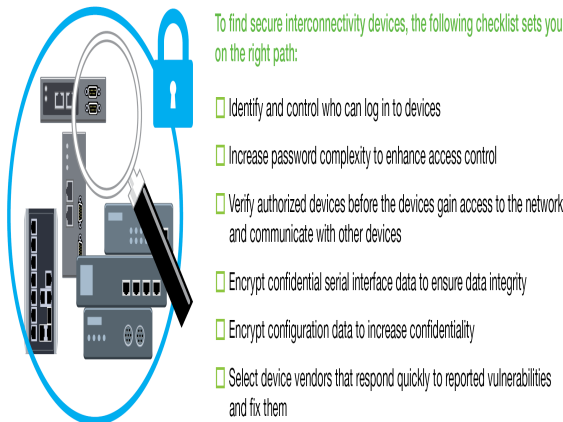 To find secure interconnectivity devices, the following checklist sets you
on the right path:
Identify and control who can log in to devices
Increase password complexity to enhance access control
Verify authorized devices before the devices gain access to the network
and communicate with other devices
Encrypt confidential serial interface data to ensure data integrity
Encrypt configuration data to increase confidentiality
Select device vendors that respond quickly to reported vulnerabilities
and fix them